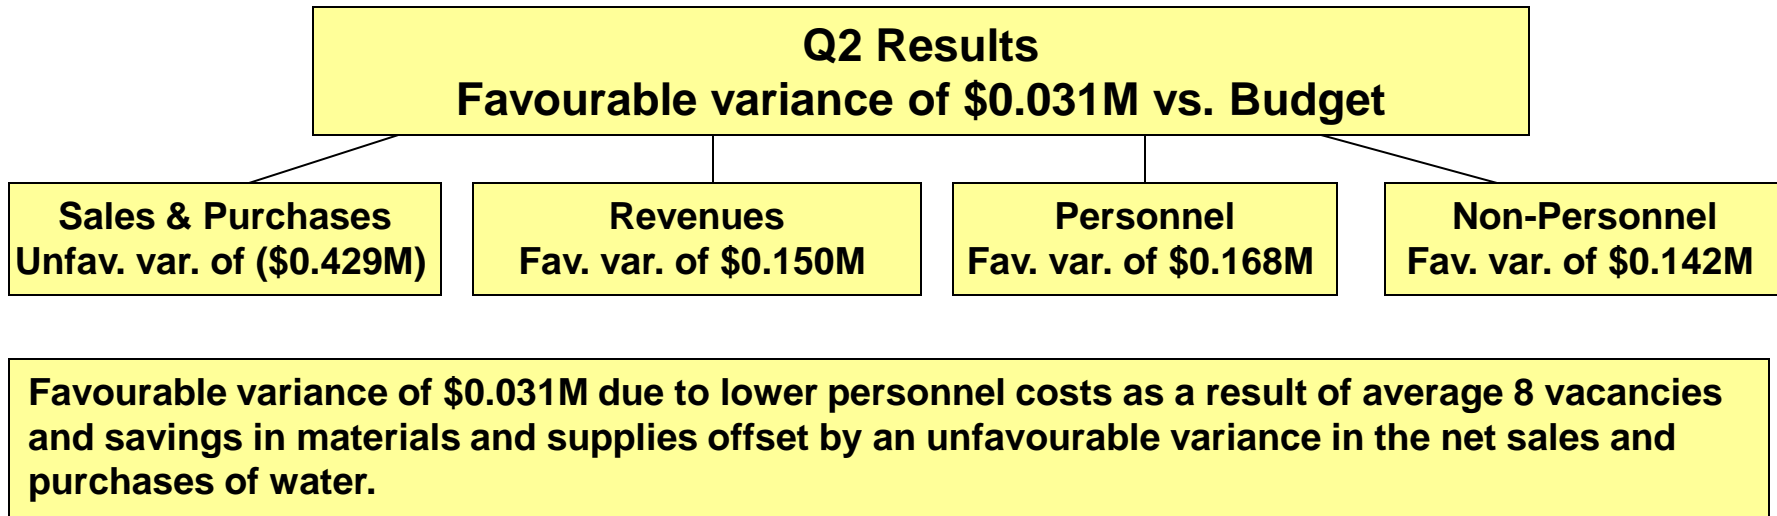 Q2 Results
Favourable variance of $0.031M vs. Budget
Sales & Purchases
Unfav. var. of ($0.429M)
Revenues
Fav. var. of $0.150M
Personnel
Fav. var. of $0.168M
Non-Personnel
Fav. var. of $0.142M
Favourable variance of $0.031M due to lower personnel costs as a result of average 8 vacancies
and savings in materials and supplies offset by an unfavourable variance in the net sales and
purchases of water.